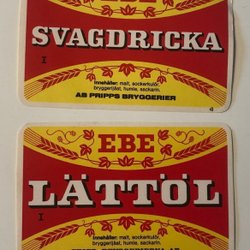 SVAGDRICKA
I
Innehåller: malt, sockerkulör,
bryggerijäst, humle, sackarin.
AB PRIPPS BRYGGERIER
EBE
LÄTTÖL
I
Innehåller: malt, sockerkulör,
bryggerijäst, humle, sackarin.